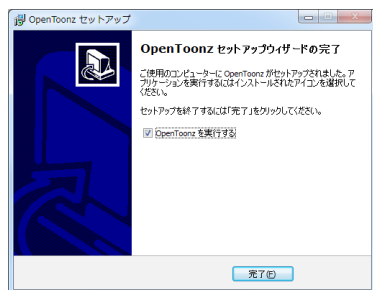 OpenToonz セットアップ
OpenToonz セットアップウィザードの完了
ご使用のコンピューターに OpenToonz がセットアップされました。ア
プリケーションを実行するにはインストールされたアイコンを選択して
ください。
セットアップを終了するには「完了」をクリックしてください。
OpenToonz を実行する
完了(F)